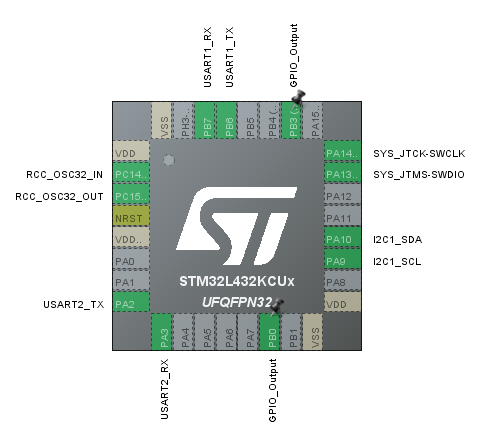 USART1_RX
USART1_TX
GPIO_Output
VSS
PH3-..
PB7
PB6
PB5
PB4 (..
PB3 (..
PA15..
VDD
PC14..
PC15..
NRST
VDD..
PA0
PA1
PA2
RCC_OSC32_IN
RCC_OSC32_OUT
USART2_TX
ST
STM32L432KCUx
UFQFPN32
PA14..
PA13..
PA12
PA11
PA10
PA9
PA8
VDD
SYS_JTCK-SWCLK
SYS_JTMS-SWDIO
I2C1_SDA
I2C1_SCL
PA3
PA4
PA5
PA6
PA7
PB0
PB1
VSS
USART2_RX
GPIO_Output